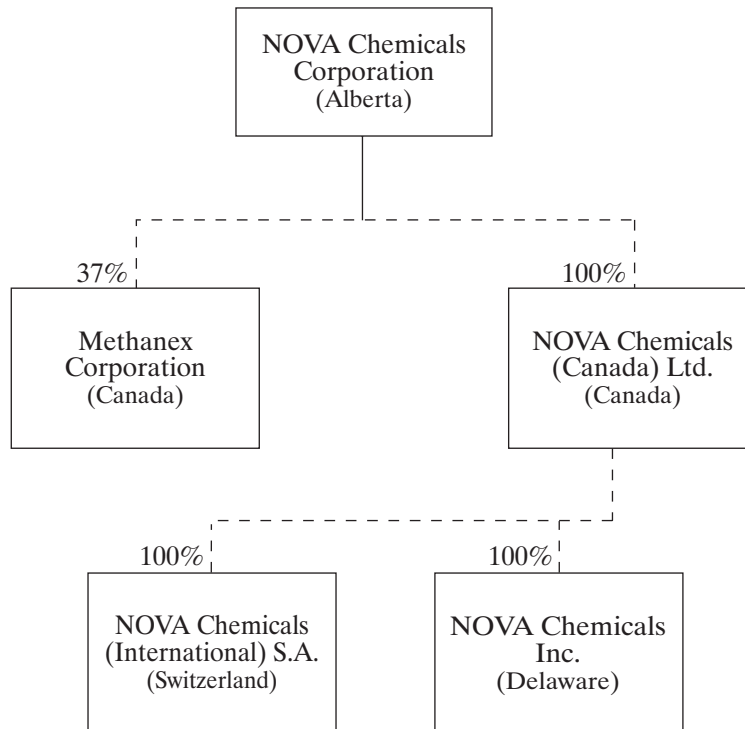 NOVA Chemicals
Corporation
(Alberta)
37%
100%
Methanex
Corporation
(Canada)
NOVA Chemicals
(Canada) Ltd.
(Canada)
100%
100%
NOVA Chemicals
(International) S.A.
(Switzerland)
NOVA Chemicals
Inc.
(Delaware)